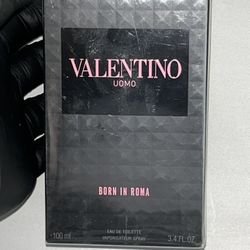 VALENTINO
UOMO
BORN IN ROMA
EAU DE TOILETTE
100 ml VAPORISATEUR SPRAY 3.4 FL OZ